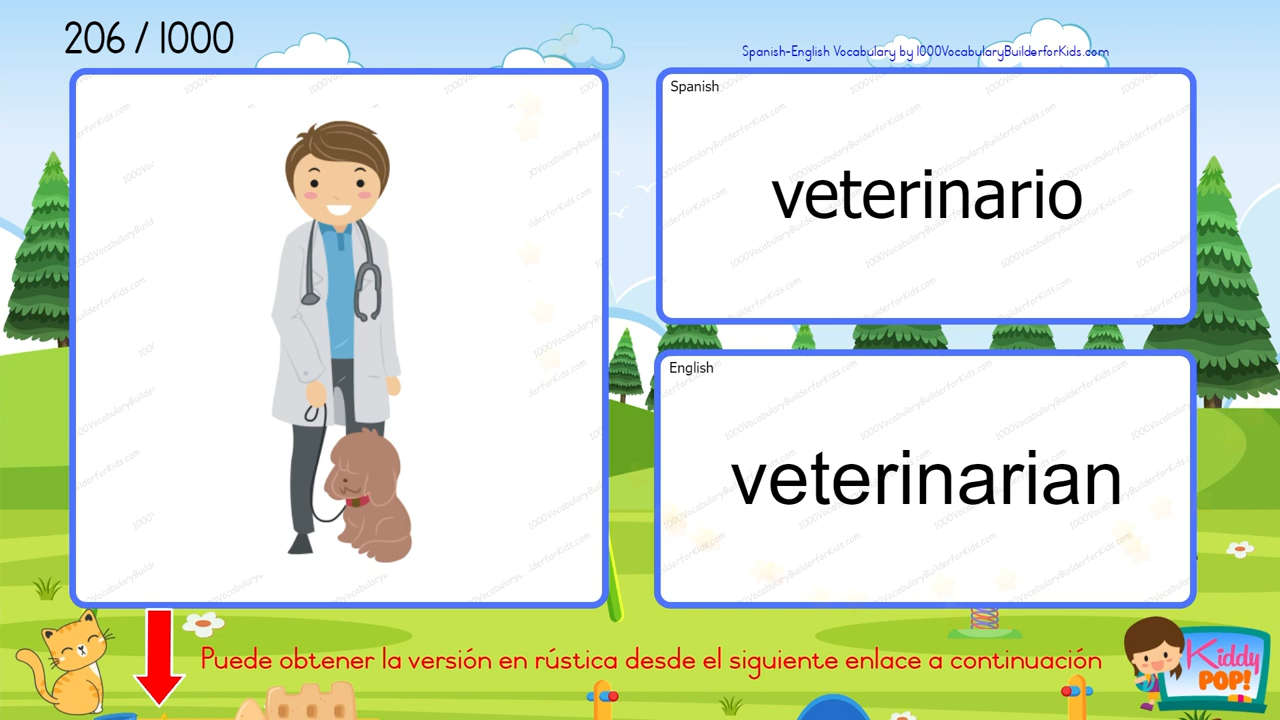 206 / 1000
Spanish-English Vocabulary by 1000VocabularyBuilderforKids.com
Spanish
veterinario
English
veterinarian
Puede obtener la versión en rústica desde el siguiente enlace a continuación
Kiddy
POP!